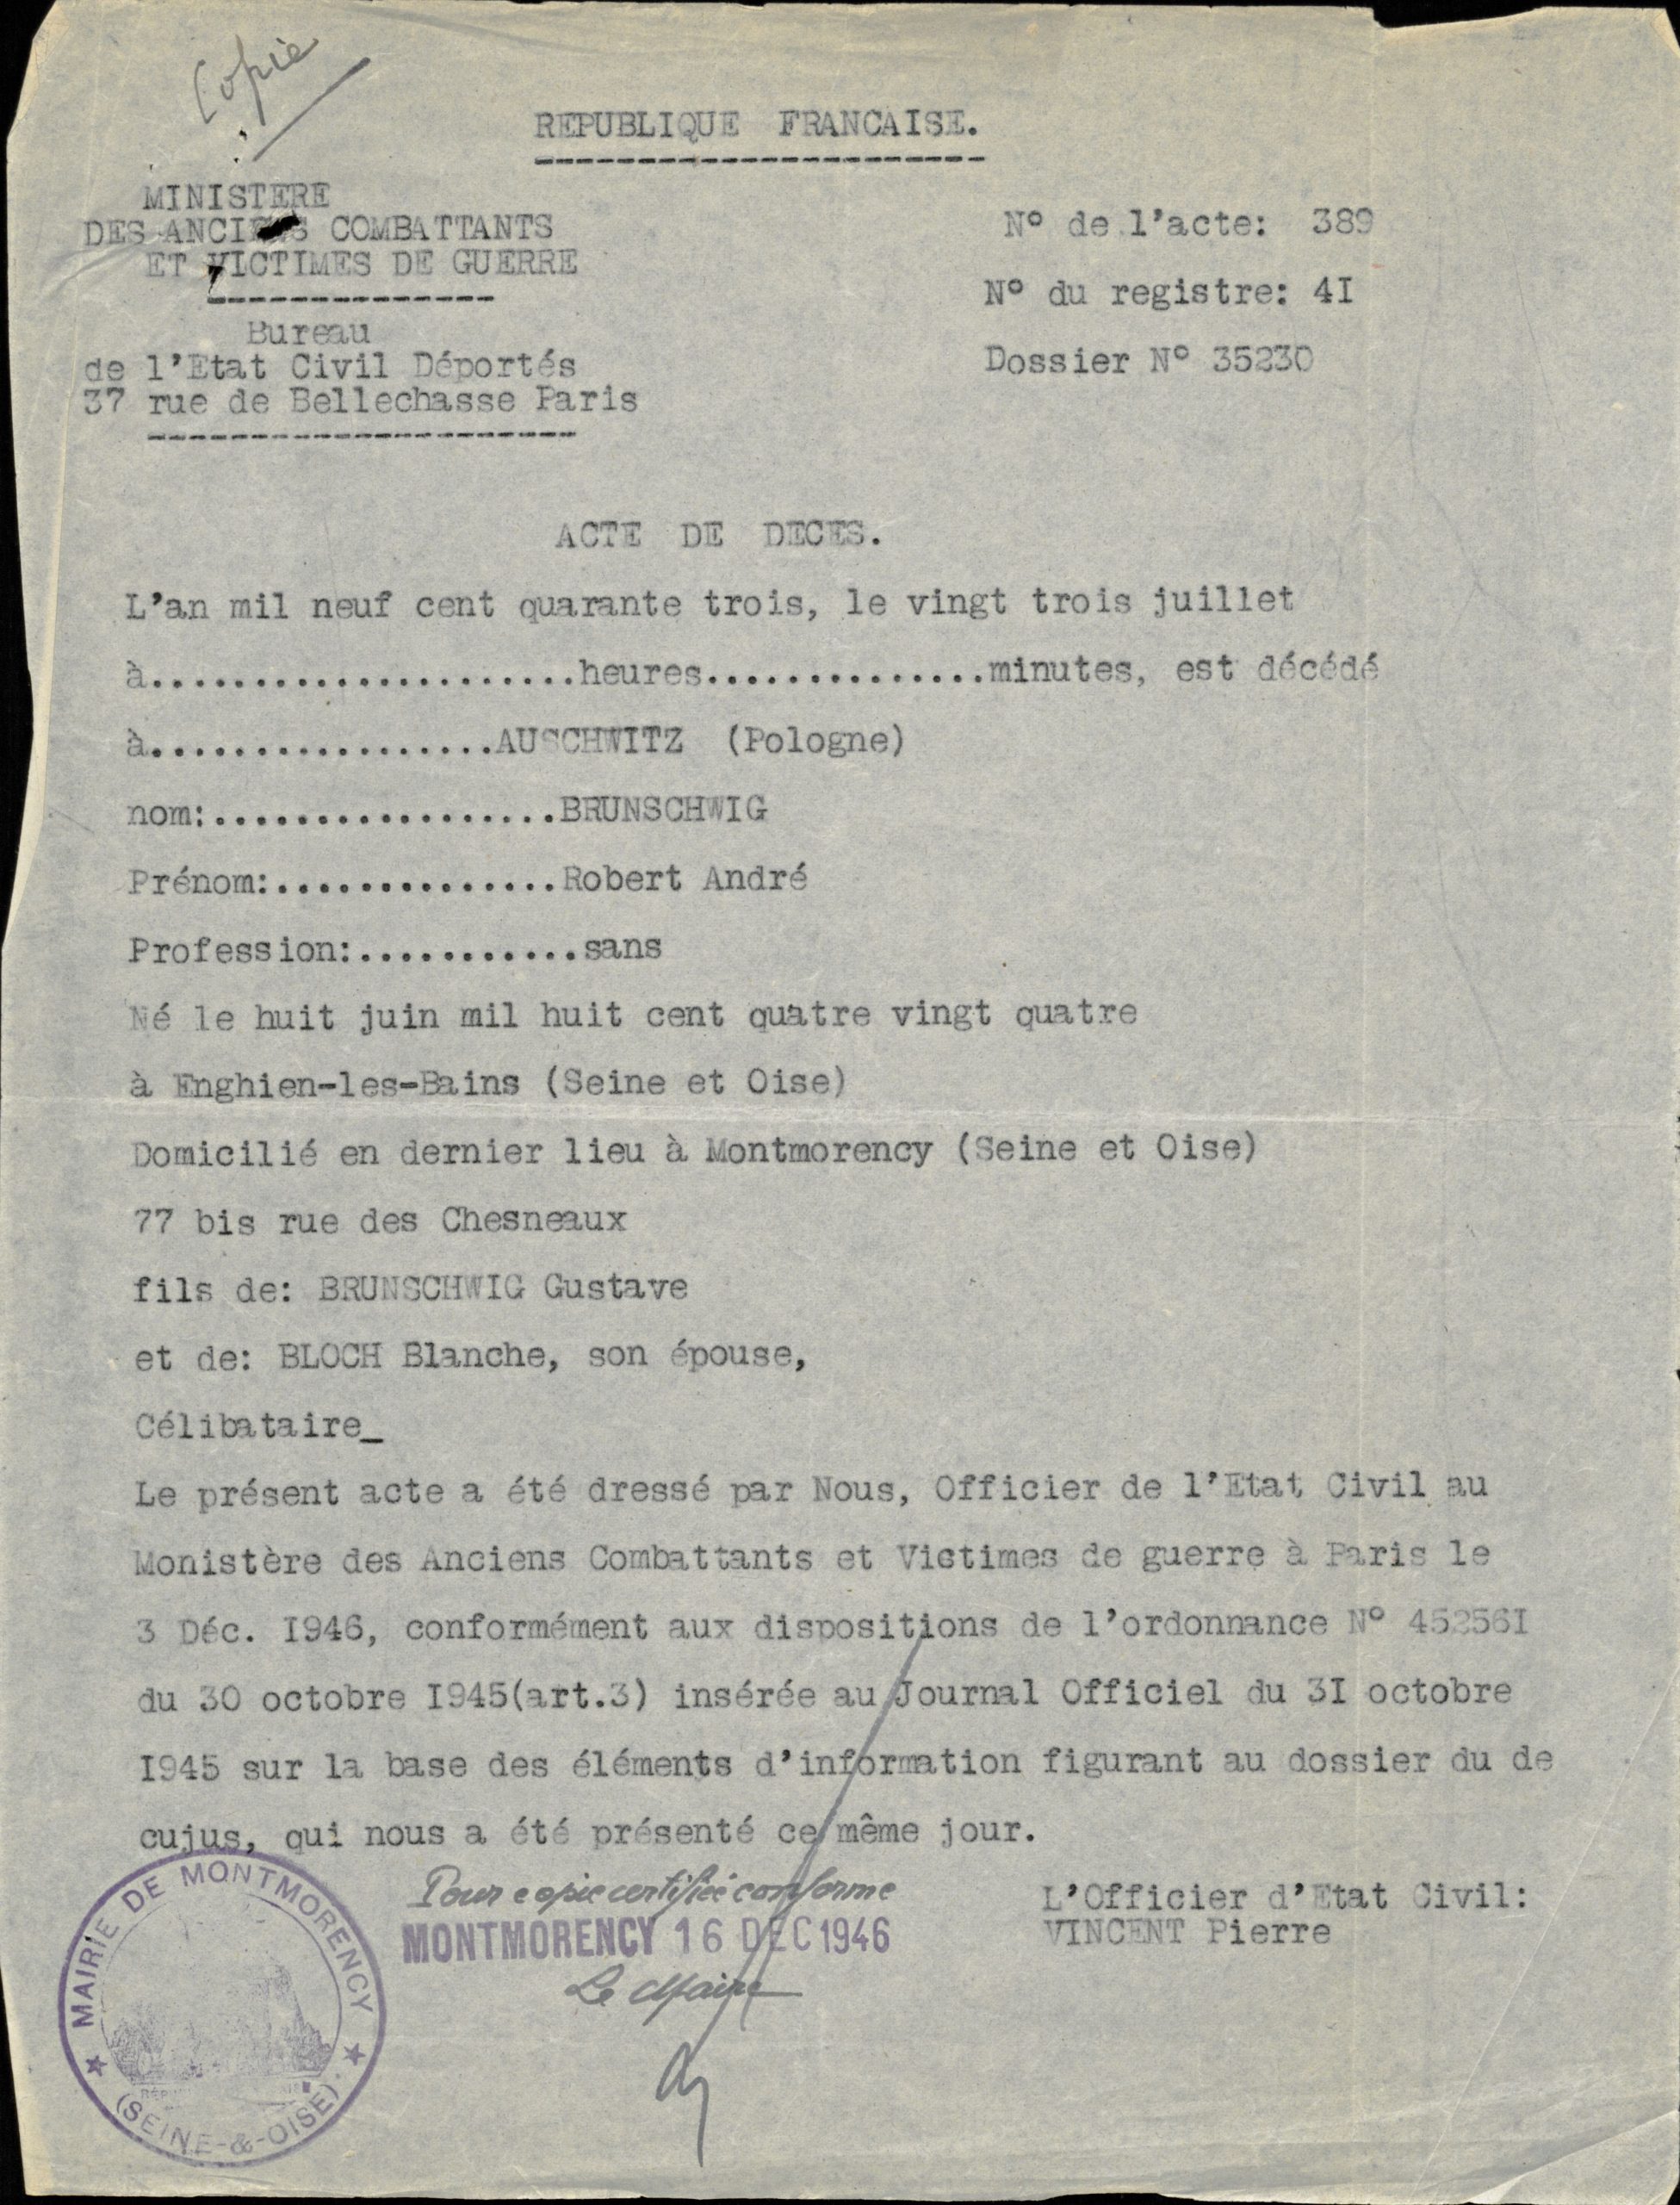 Copie
REPUBLIQUE FRANCAISE.
MINISTERE
DES ANCIENS COMBATTANTS
ET VICTIMES DE GUERRE
Bureau
de l'Etat Civil Déportés
37 rue de Bellechasse Paris
N° de l'acte: 389
N° du registre: 4I
Dossier N° 35230
ACTE DE DECES.
L'an mil neuf cent quarante trois, le vingt trois juillet
à.....................heures..............minutes, est décédé
à.................AUSCHWITZ (Pologne)
nom:.................BRUNSCHWIG
Prénom:..............Robert André
Profession:...........sans
Né le huit juin mil huit cent quatre vingt quatre
à Enghien-les-Bains (Seine et Oise)
Domicilié en dernier lieu à Montmorency (Seine et Oise)
77 bis rue des Chesneaux
fils de: BRUNSCHWIG Gustave
et de: BLOCH Blanche, son épouse,
Célibataire_
Le présent acte a été dressé par Nous, Officier de l'Etat Civil au
Monistère des Anciens Combattants et Victimes de guerre à Paris le
3 Déc. I946, conformément aux dispositions de l'ordonnance N° 45256I
du 30 octobre I945(art.3) insérée au Journal Officiel du 3I octobre
I945 sur la base des éléments d'information figurant au dossier du de
cujus, qui nous a été présenté ce même jour.
Pour copie certifiée conforme
MONTMORENCY 16 DEC 1946
Le Maire
L'Officier d'Etat Civil:
VINCENT Pierre
MAIRIE DE MONTMORENCY
(SEINE-&-OISE)